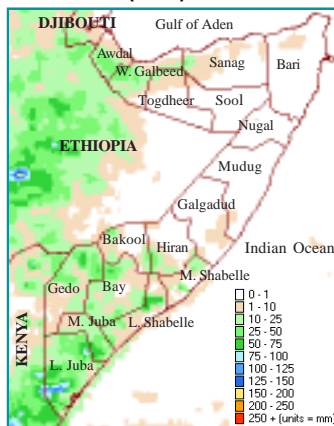 DJIBOUTI
Gulf of Aden
Awdal
W. Galbeed
Sanag
Bari
Togdheer
Sool
Nugal
ETHIOPIA
Mudug
Galgadud
Bakool
Hiran
Indian Ocean
Gedo
Bay
M. Shabelle
KENYA
M. Juba
L. Shabelle
L. Juba
0 - 1
1 - 10
10 - 25
25 - 50
50 - 75
75 - 100
100 - 125
125 - 150
150 - 200
200 - 250
250 + (units = mm)